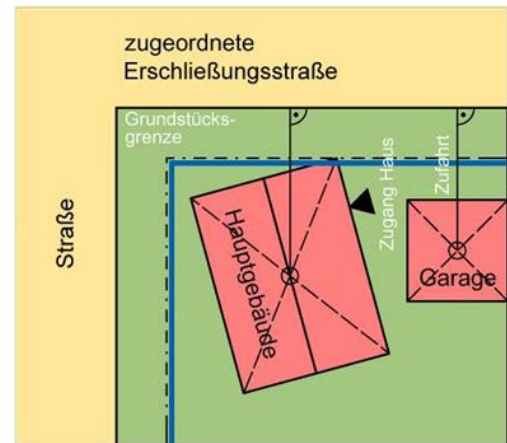 zugeordnete
Erschließungsstraße
Grundstücks-
grenze
Straße
Hauptgebäude
Zugang Haus
Zufahrt
Garage